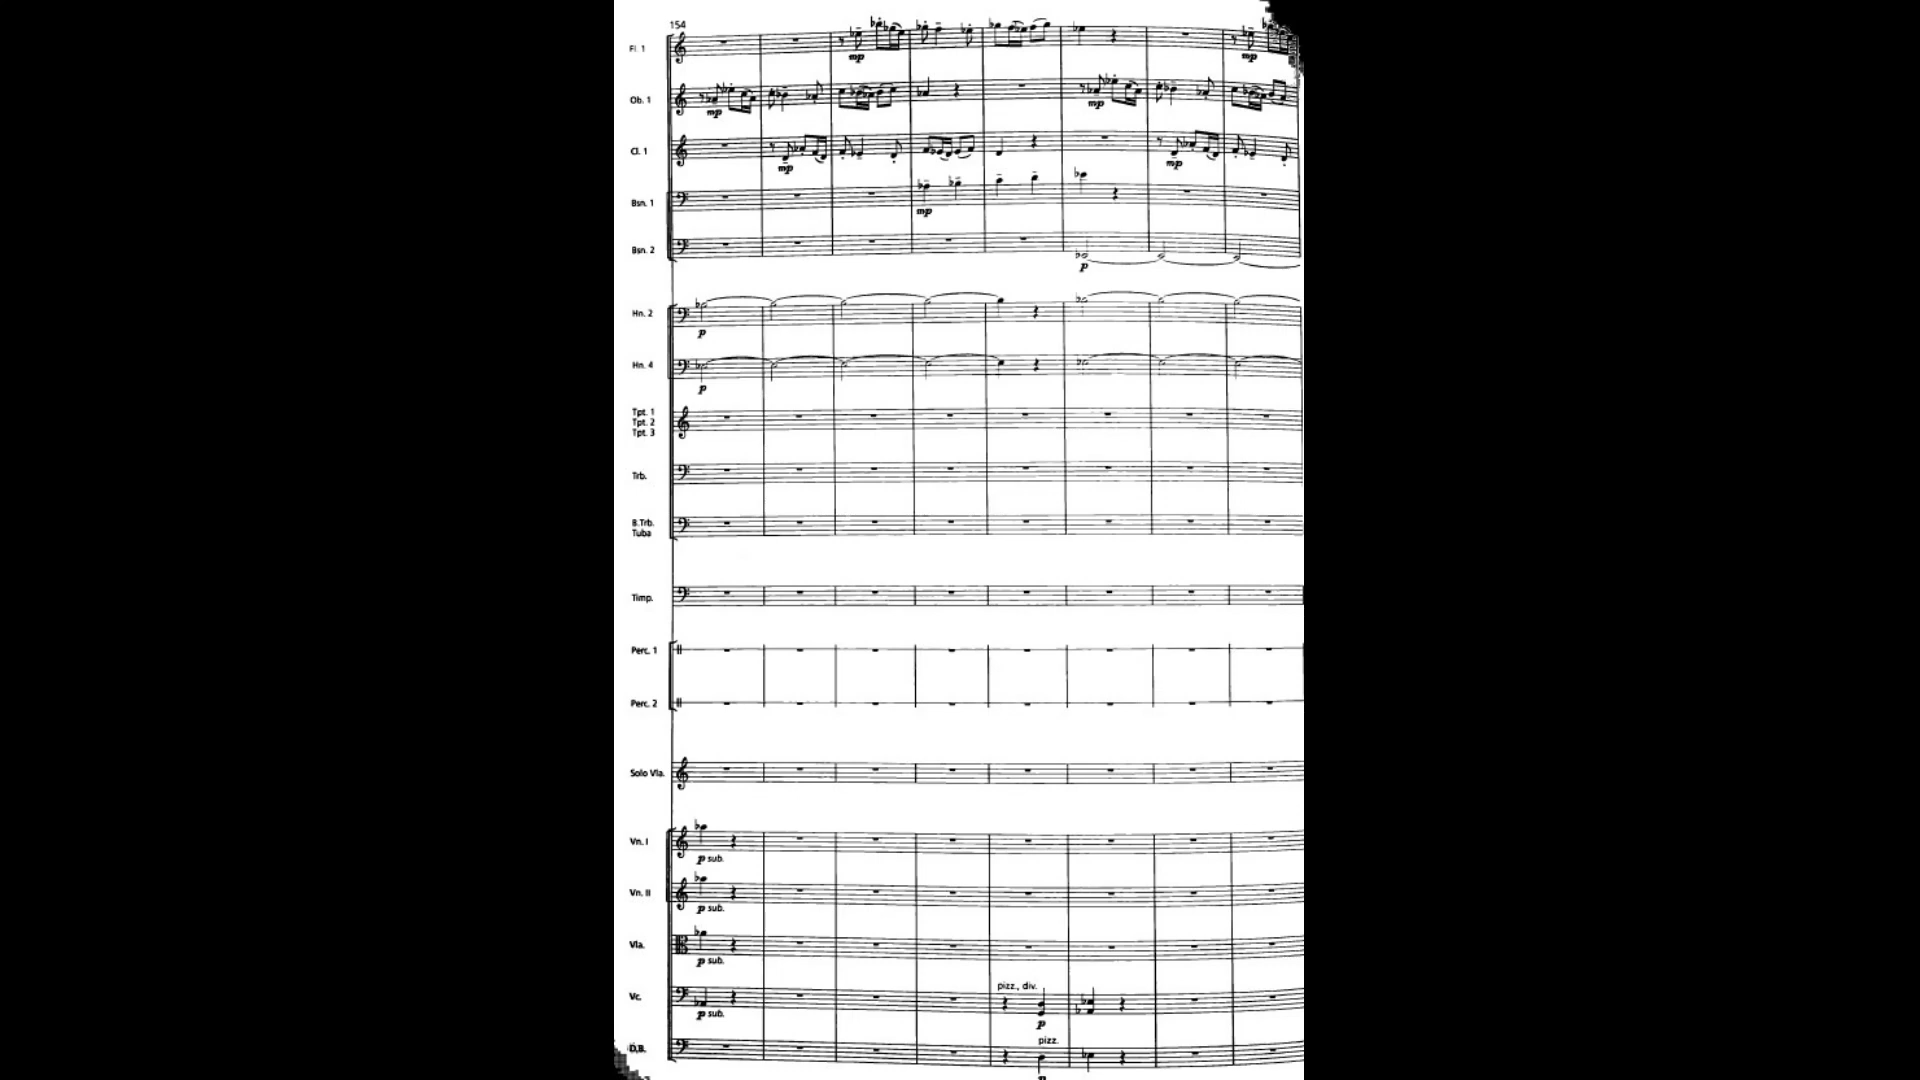 154
Fl. 1
mp
mp
Ob. 1
mp
mp
Cl. 1
mp
mp
Bsn. 1
mp
Bsn. 2
p
Hn. 2
p
Hn. 4
p
Tpt. 1
Tpt. 2
Tpt. 3
Trb.
B.Trb.
Tuba
Timp.
Perc. 1
Perc. 2
Solo Vla.
Vn. I
p sub.
Vn. II
p sub.
Vla.
p sub.
pizz., div.
Vc.
p sub.
p
pizz.
D.B.